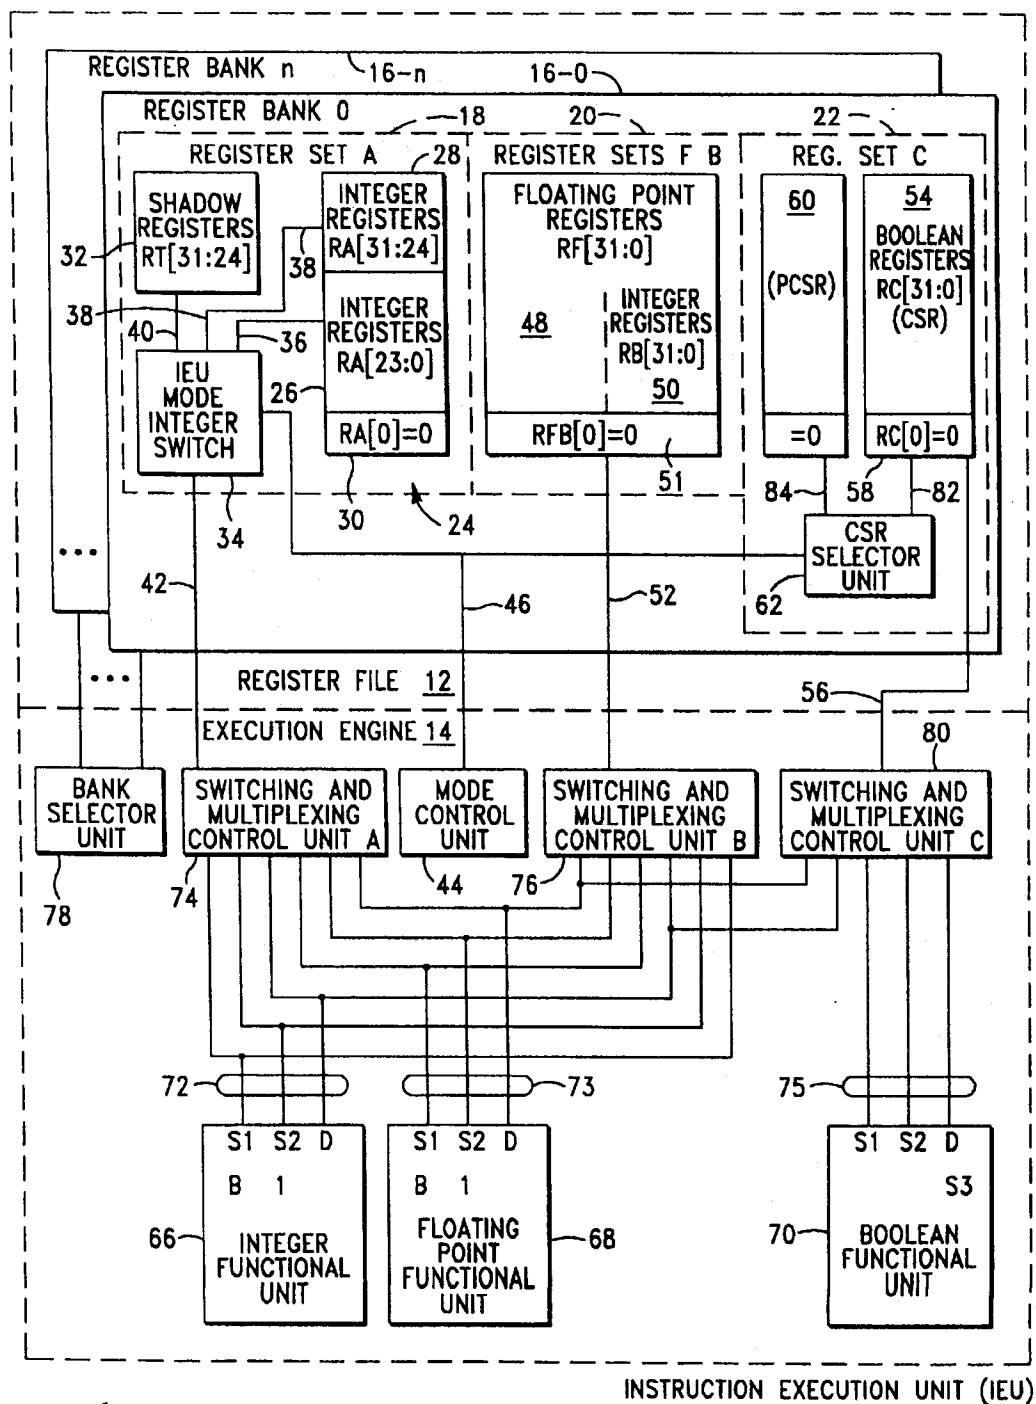 REGISTER BANK n
16-n
16-0
REGISTER BANK 0
18
20
22
REGISTER SET A
28
REGISTER SETS F B
REG. SET C
SHADOW
REGISTERS
RT[31:24]
32
INTEGER
REGISTERS
RA[31:24]
38
FLOATING POINT
REGISTERS
RF[31:0]
60
(PCSR)
54
BOOLEAN
REGISTERS
RC[31:0]
(CSR)
38
40
36
INTEGER
REGISTERS
RA[23:0]
48
INTEGER
REGISTERS
RB[31:0]
50
IEU
MODE
INTEGER
SWITCH
26
RA[0]=0
RFB[0]=0
=0
RC[0]=0
51
34
30
24
84
58
82
CSR
SELECTOR
UNIT
62
...
42
46
52
...
REGISTER FILE 12
56
EXECUTION ENGINE 14
80
BANK
SELECTOR
UNIT
SWITCHING AND
MULTIPLEXING
CONTROL UNIT A
MODE
CONTROL
UNIT
SWITCHING AND
MULTIPLEXING
CONTROL UNIT B
SWITCHING AND
MULTIPLEXING
CONTROL UNIT C
78
74
44
76
72
73
75
S1 S2 D
B 1
INTEGER
FUNCTIONAL
UNIT
66
S1 S2 D
B 1
FLOATING
POINT
FUNCTIONAL
UNIT
68
S1 S2 D
S3
BOOLEAN
FUNCTIONAL
UNIT
70
INSTRUCTION EXECUTION UNIT (IEU)